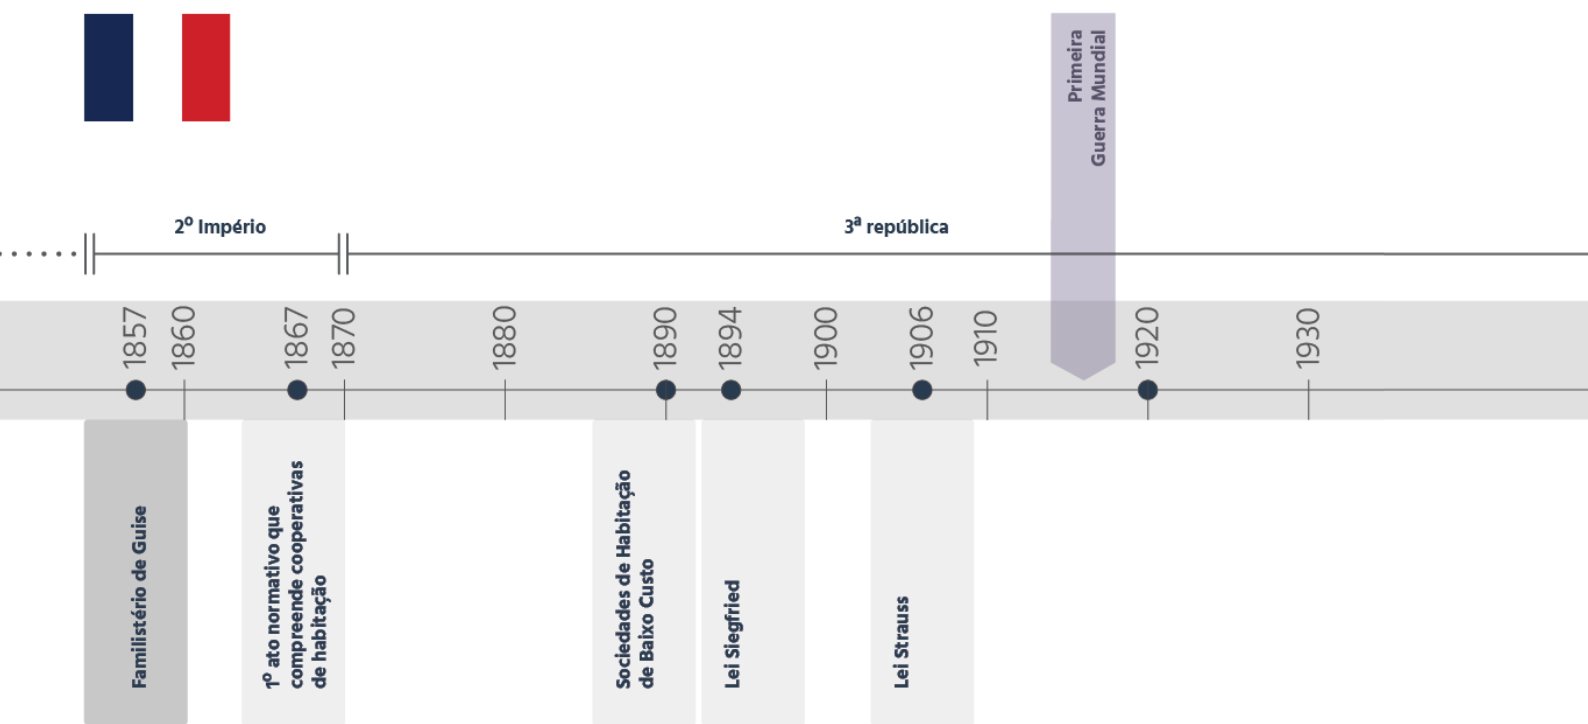 Primeira
Guerra Mundial
2º Império
3ª república
1857
1860
1867
1870
1880
1890
1894
1900
1906
1910
1920
1930
Familistério de Guise
1º ato normativo que
compreende cooperativas
de habitação
Sociedades de Habitação
de Baixo Custo
Lei Siegfried
Lei Strauss